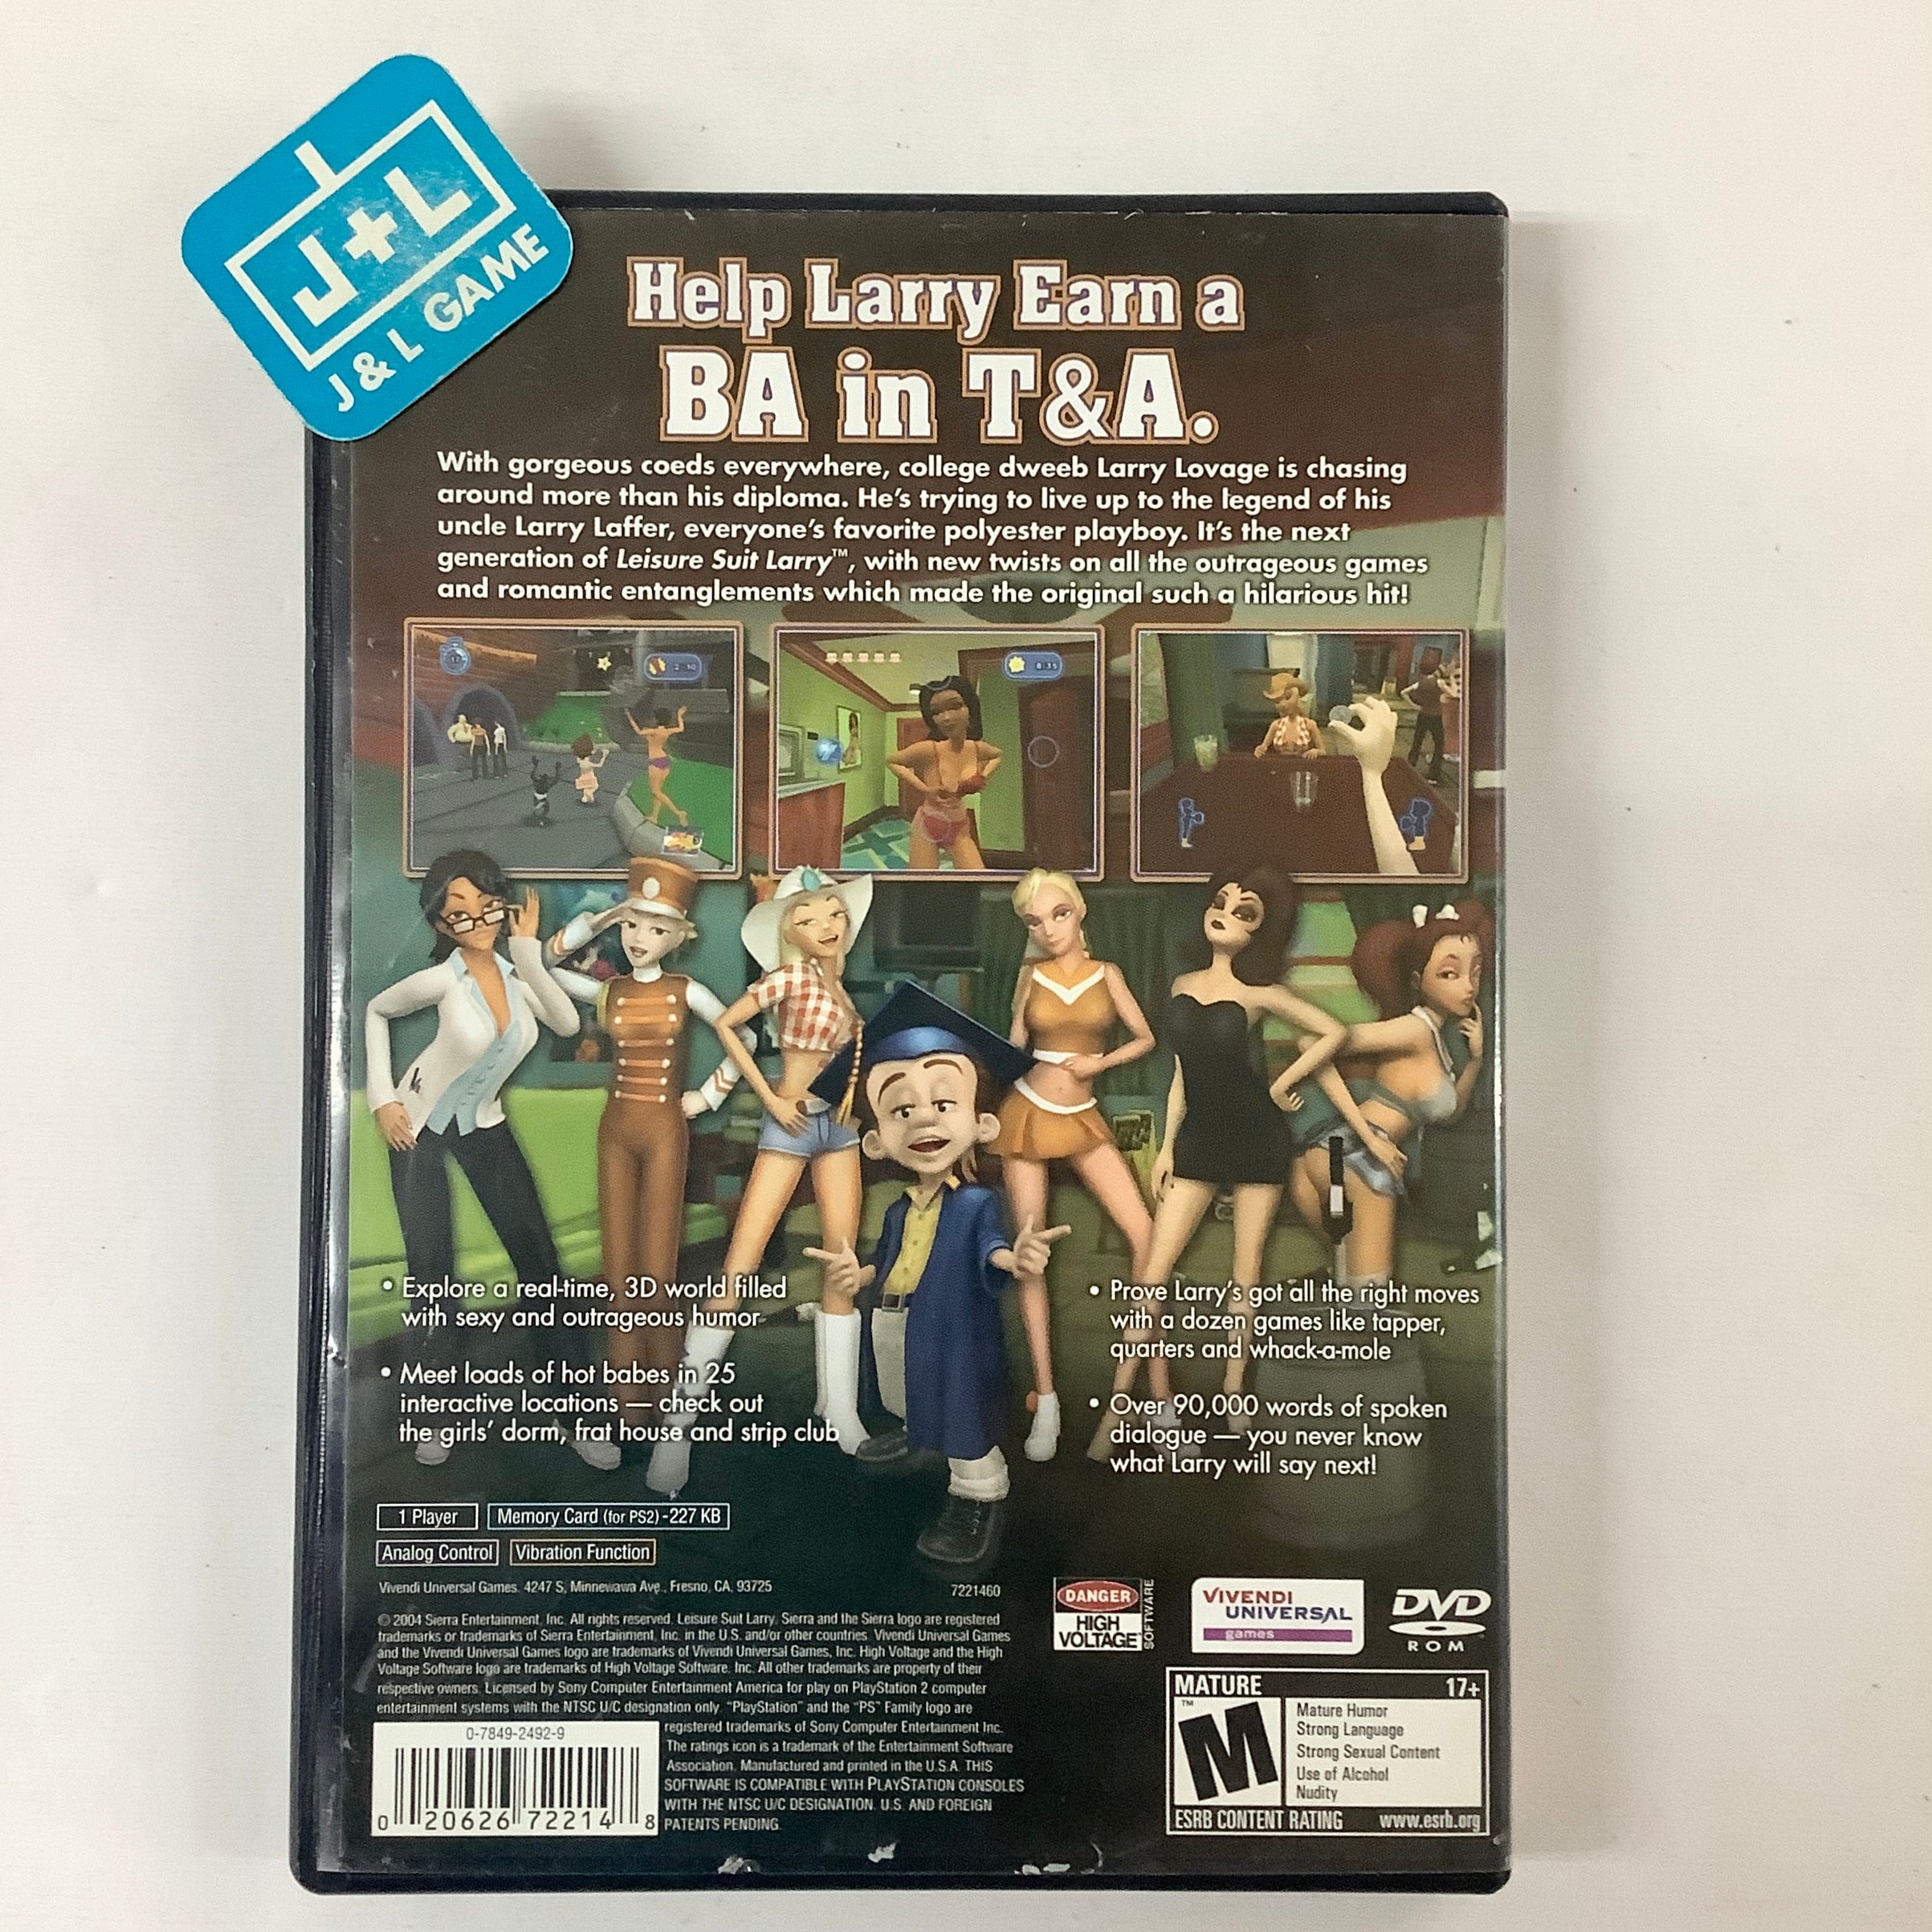 J+L
J & L GAME
Help Larry Earn a
BA in T&A.
With gorgeous coeds everywhere, college dweeb Larry Lovage is chasing
around more than his diploma. He's trying to live up to the legend of his
uncle Larry Laffer, everyone's favorite polyester playboy. It's the next
generation of Leisure Suit Larry™, with new twists on all the outrageous games
and romantic entanglements which made the original such a hilarious hit!
• Explore a real-time, 3D world filled
with sexy and outrageous humor
• Meet loads of hot babes in 25
interactive locations — check out
the girls' dorm, frat house and strip club
• Prove Larry's got all the right moves
with a dozen games like tapper,
quarters and whack-a-mole
• Over 90,000 words of spoken
dialogue — you never know
what Larry will say next!
1 Player Memory Card (for PS2) -227 KB
Analog Control Vibration Function
Vivendi Universal Games. 4247 S. Minnewawa Ave., Fresno, CA. 93725
7221460
© 2004 Sierra Entertainment, Inc. All rights reserved. Leisure Suit Larry, Sierra and the Sierra logo are registered
trademarks or trademarks of Sierra Entertainment, Inc. in the U.S. and/or other countries. Vivendi Universal Games
and the Vivendi Universal Games logo are trademarks of Vivendi Universal Games, Inc. High Voltage and the High
Voltage Software logo are trademarks of High Voltage Software, Inc. All other trademarks are property of their
respective owners. Licensed by Sony Computer Entertainment America for play on PlayStation 2 computer
entertainment systems with the NTSC U/C designation only. "PlayStation" and the "PS" Family logo are
registered trademarks of Sony Computer Entertainment Inc.
The ratings icon is a trademark of the Entertainment Software
Association. Manufactured and printed in the U.S.A. THIS
SOFTWARE IS COMPATIBLE WITH PLAYSTATION CONSOLES
WITH THE NTSC U/C DESIGNATION. U.S. AND FOREIGN
PATENTS PENDING.
0-7849-2492-9
0 20626 72214 8
DANGER
HIGH
VOLTAGE
SOFTWARE
VIVENDI
UNIVERSAL
games
DVD
ROM
MATURE 17+
M
™
Mature Humor
Strong Language
Strong Sexual Content
Use of Alcohol
Nudity
ESRB CONTENT RATING www.esrb.org